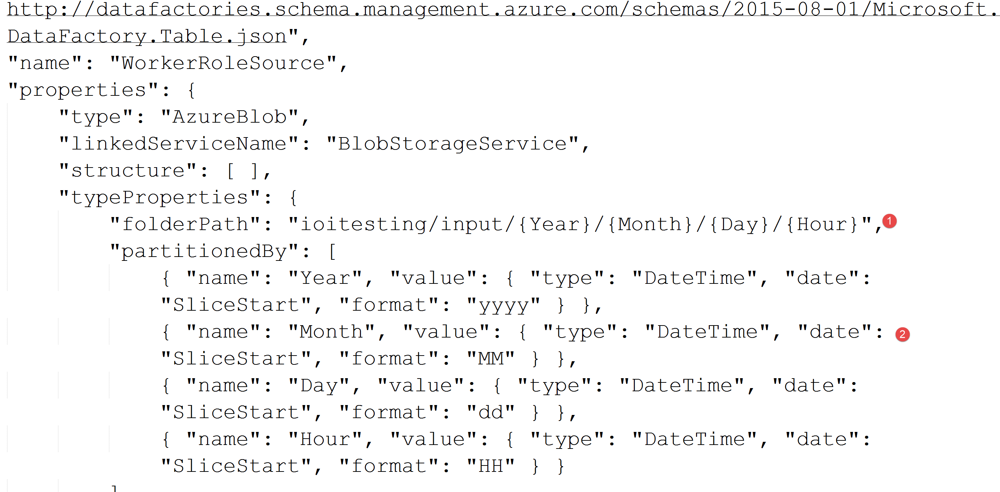 http://datafactories.schema.management.azure.com/schemas/2015-08-01/Microsoft.
DataFactory.Table.json",
"name": "WorkerRoleSource",
"properties": {
"type": "AzureBlob",
"linkedServiceName": "BlobStorageService",
"structure": [ ],
"typeProperties": {
"folderPath": "ioitesting/input/{Year}/{Month}/{Day}/{Hour}", 1
"partitionedBy": [
{ "name": "Year", "value": { "type": "DateTime", "date":
"SliceStart", "format": "yyyy" } },
{ "name": "Month", "value": { "type": "DateTime", "date": 2
"SliceStart", "format": "MM" } },
{ "name": "Day", "value": { "type": "DateTime", "date":
"SliceStart", "format": "dd" } },
{ "name": "Hour", "value": { "type": "DateTime", "date":
"SliceStart", "format": "HH" } }
]